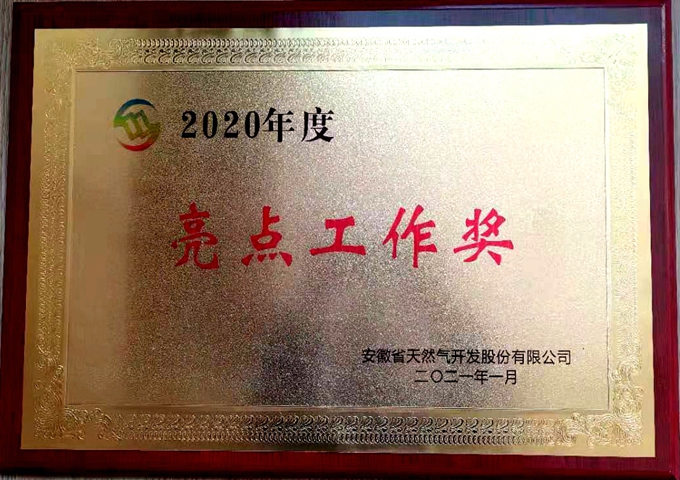 2020年度
亮点工作奖
安徽省天然气开发股份有限公司
二〇二一年一月